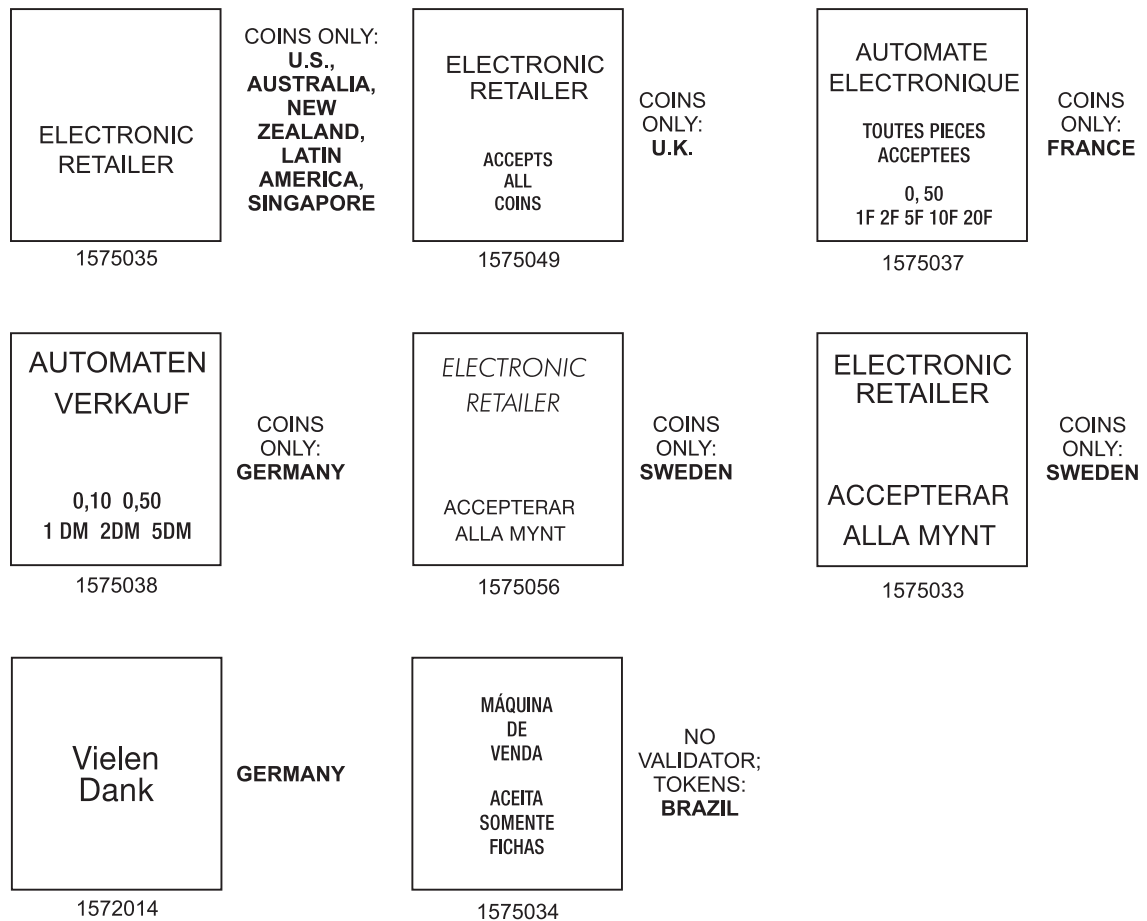 ELECTRONIC
RETAILER
1575035
COINS ONLY:
U.S.,
AUSTRALIA,
NEW
ZEALAND,
LATIN
AMERICA,
SINGAPORE
ELECTRONIC
RETAILER
ACCEPTS
ALL
COINS
1575049
COINS
ONLY:
U.K.
AUTOMATE
ELECTRONIQUE
TOUTES PIECES
ACCEPTEES
0, 50
1F 2F 5F 10F 20F
1575037
COINS
ONLY:
FRANCE
AUTOMATEN
VERKAUF
0,10 0,50
1 DM 2DM 5DM
1575038
COINS
ONLY:
GERMANY
ELECTRONIC
RETAILER
ACCEPTERAR
ALLA MYNT
1575056
COINS
ONLY:
SWEDEN
ELECTRONIC
RETAILER
ACCEPTERAR
ALLA MYNT
1575033
COINS
ONLY:
SWEDEN
Vielen
Dank
1572014
GERMANY
MÁQUINA
DE
VENDA
ACEITA
SOMENTE
FICHAS
1575034
NO
VALIDATOR;
TOKENS:
BRAZIL